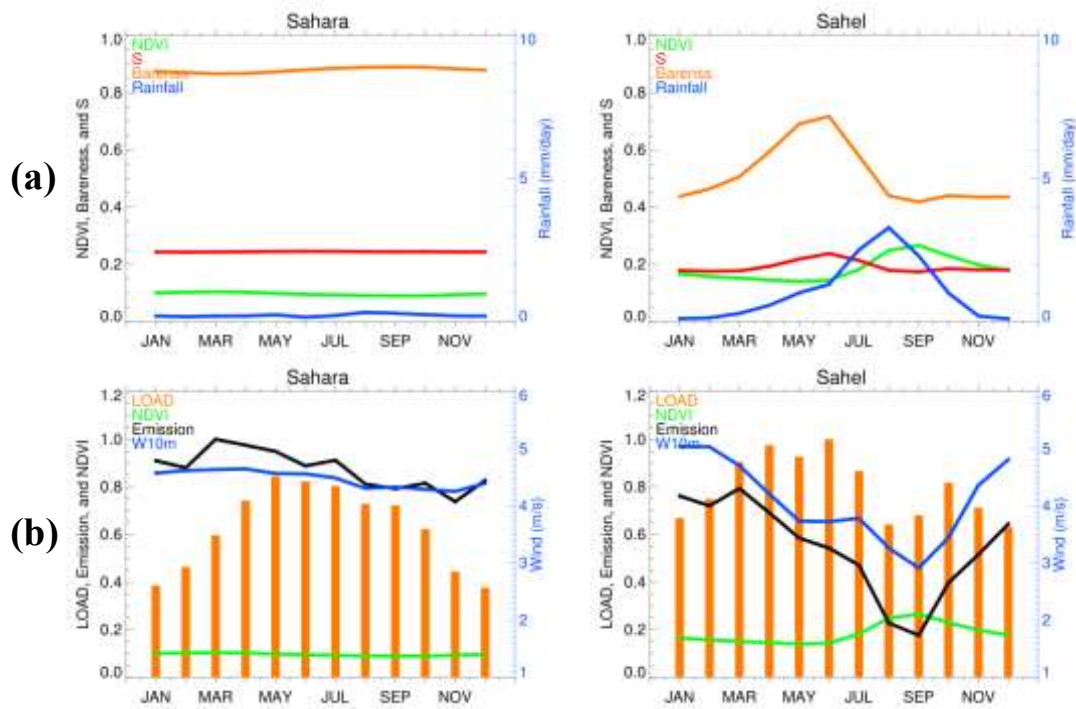 Sahara
1.0
0.8
0.6
0.4
0.2
0.0
NDVI, Bareness, and S
NDVI
S
Barenss
Rainfall
10
5
0
Rainfall (mm/day)
JAN MAR MAY JUL SEP NOV
Sahel
1.0
0.8
0.6
0.4
0.2
0.0
NDVI, Bareness, and S
NDVI
S
Barenss
Rainfall
10
5
0
Rainfall (mm/day)
JAN MAR MAY JUL SEP NOV
(a)
Sahara
1.2
1.0
0.8
0.6
0.4
0.2
0.0
LOAD, Emission, and NDVI
LOAD
NDVI
Emission
W10m
6
5
4
3
2
1
Wind (m/s)
JAN MAR MAY JUL SEP NOV
Sahel
1.2
1.0
0.8
0.6
0.4
0.2
0.0
LOAD, Emission, and NDVI
LOAD
NDVI
Emission
W10m
6
5
4
3
2
1
Wind (m/s)
JAN MAR MAY JUL SEP NOV
(b)